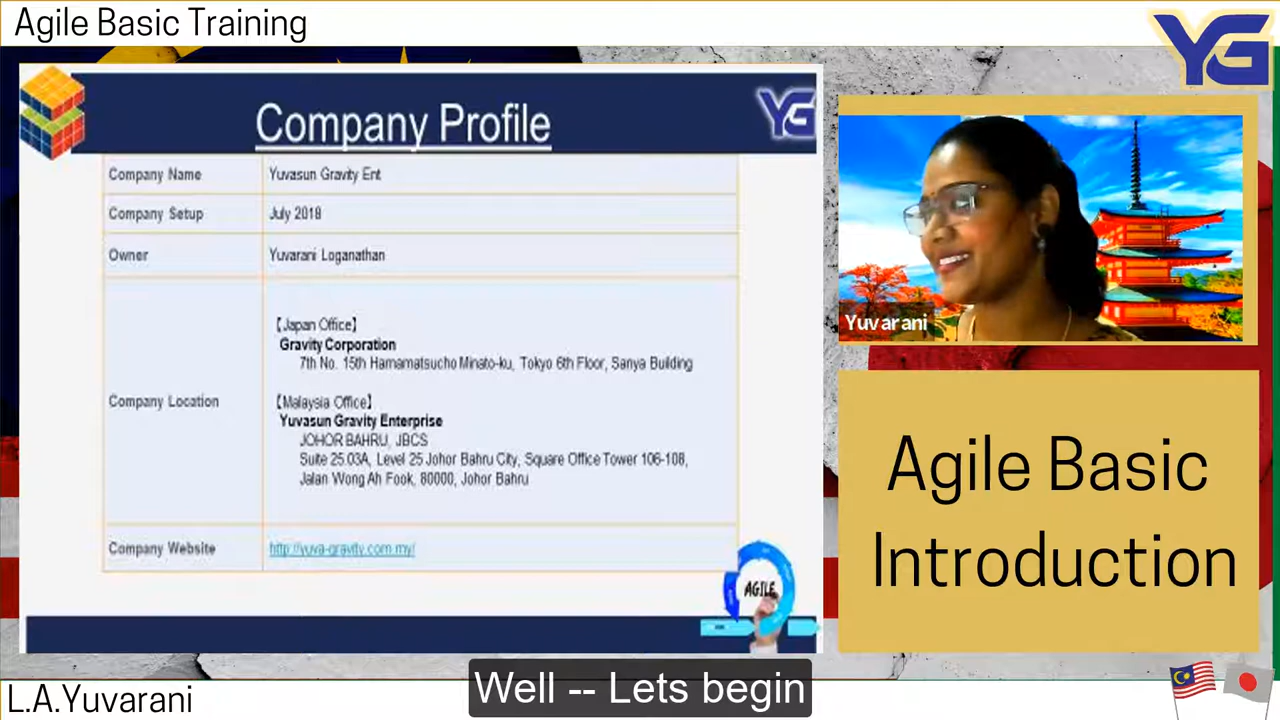 Agile Basic Training
YG
Company Profile
YG
Company Name Yuvasun Gravity Ent
Company Setup July 2018
Owner Yuvarani Loganathan
Company Location
【Japan Office】
Gravity Corporation
7th No. 15th Hamamatsucho Minato-ku, Tokyo 6th Floor, Sanya Building
【Malaysia Office】
Yuvasun Gravity Enterprise
JOHOR BAHRU, JBCS
Suite 25.03A, Level 25 Johor Bahru City, Square Office Tower 106-108,
Jalan Wong Ah Fook, 80000, Johor Bahru
Company Website http://yuva-gravity.com.my/
AGILE
Yuvarani
Agile Basic
Introduction
Well -- Lets begin
L.A.Yuvarani